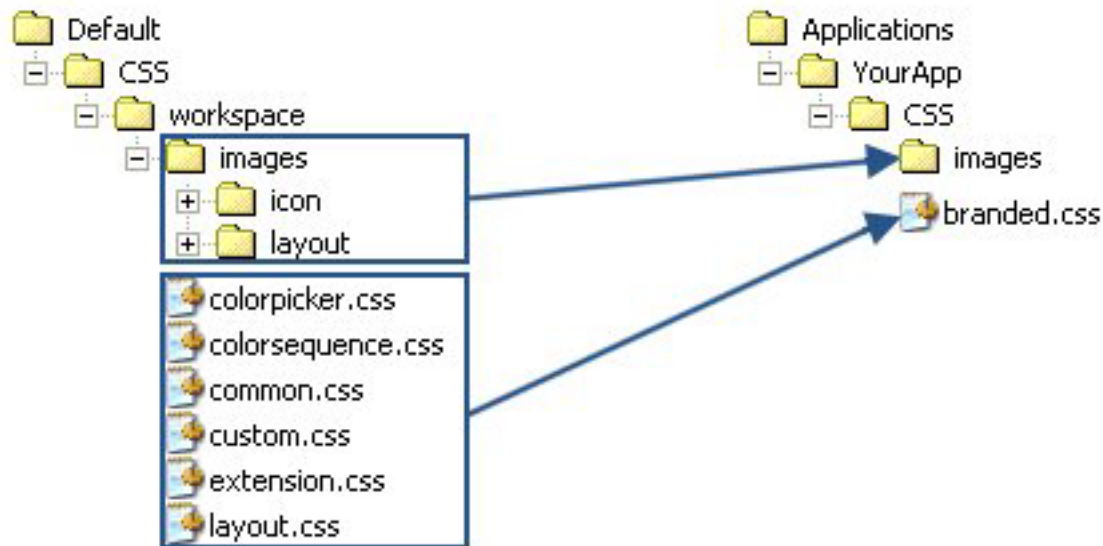 Default
CSS
workspace
images
icon
layout
colorpicker.css
colorsequence.css
common.css
custom.css
extension.css
layout.css
Applications
YourApp
CSS
images
branded.css